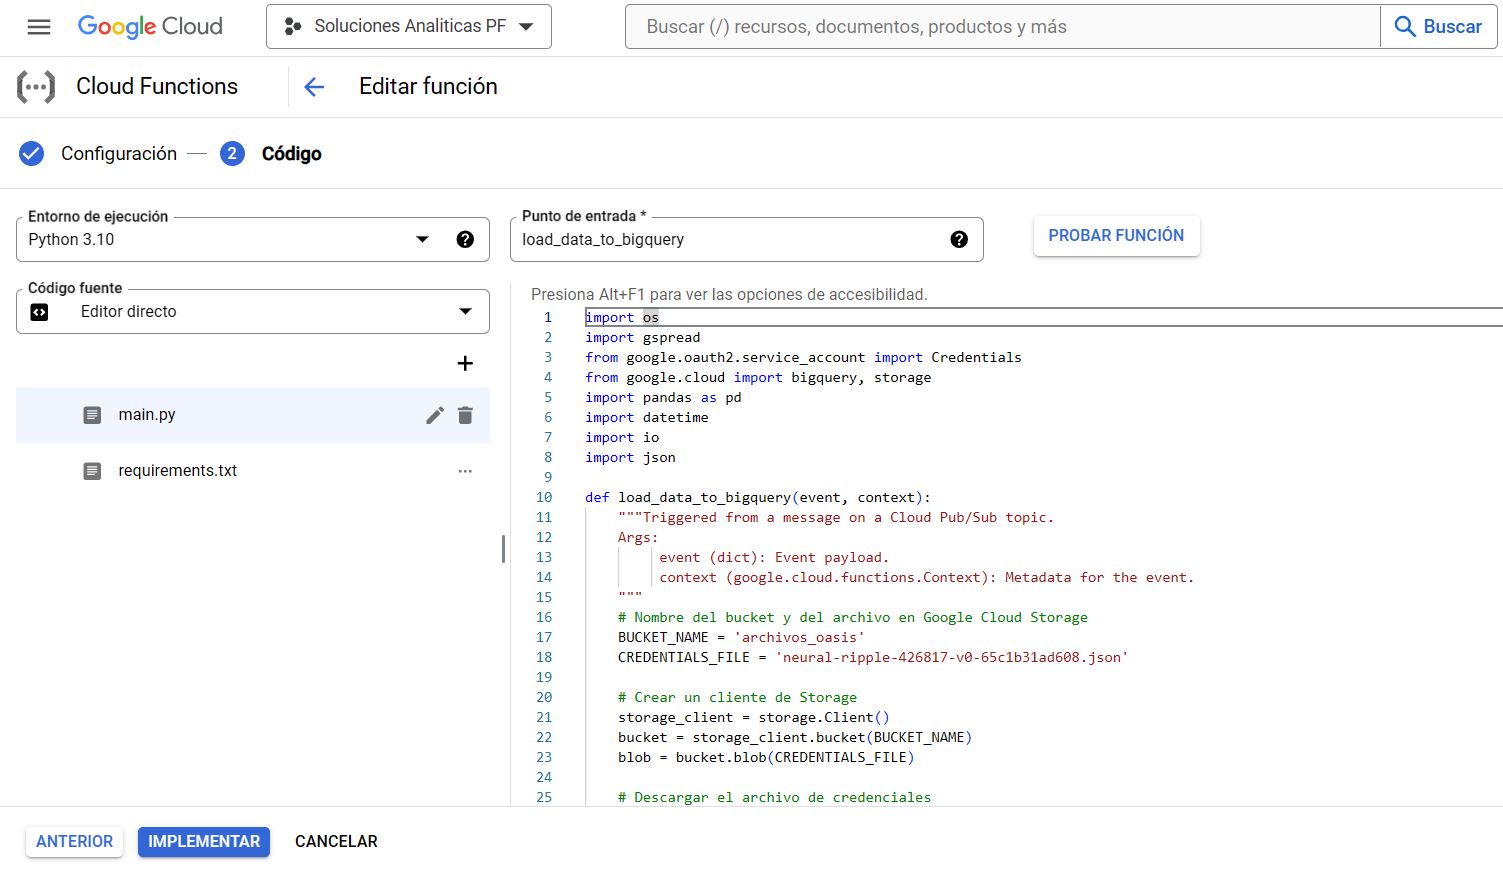 Google Cloud
Soluciones Analiticas PF
Buscar (/) recursos, documentos, productos y más
Buscar
Cloud Functions
Editar función
Configuración
2
Código
Entorno de ejecución
Python 3.10
?
Punto de entrada *
load_data_to_bigquery
?
PROBAR FUNCIÓN
Código fuente
Editor directo
+
main.py
requirements.txt
...
Presiona Alt+F1 para ver las opciones de accesibilidad.
1 import os
2 import gspread
3 from google.oauth2.service_account import Credentials
4 from google.cloud import bigquery, storage
5 import pandas as pd
6 import datetime
7 import io
8 import json
9
10 def load_data_to_bigquery(event, context):
11 """Triggered from a message on a Cloud Pub/Sub topic.
12 Args:
13 event (dict): Event payload.
14 context (google.cloud.functions.Context): Metadata for the event.
15 """
16 # Nombre del bucket y del archivo en Google Cloud Storage
17 BUCKET_NAME = 'archivos_oasis'
18 CREDENTIALS_FILE = 'neural-ripple-426817-v0-65c1b31ad608.json'
19
20 # Crear un cliente de Storage
21 storage_client = storage.Client()
22 bucket = storage_client.bucket(BUCKET_NAME)
23 blob = bucket.blob(CREDENTIALS_FILE)
24
25 # Descargar el archivo de credenciales
ANTERIOR
IMPLEMENTAR
CANCELAR